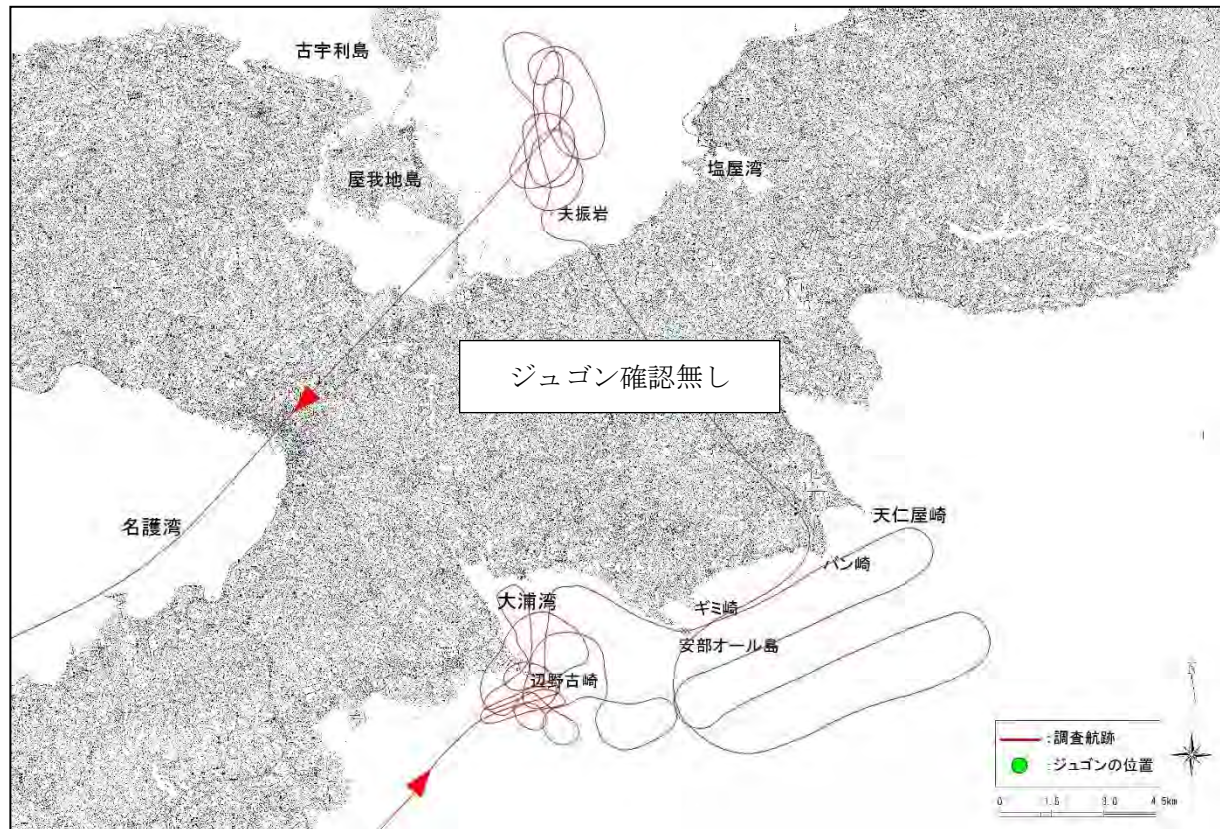 古宇利島
屋我地島
塩屋湾
夫振岩
ジュゴン確認無し
名護湾
天仁屋崎
バン崎
大浦湾
ギミ崎
安部オール島
辺野古崎
N
:調査航跡
:ジュゴンの位置
0 1.5 3.0 4.5km